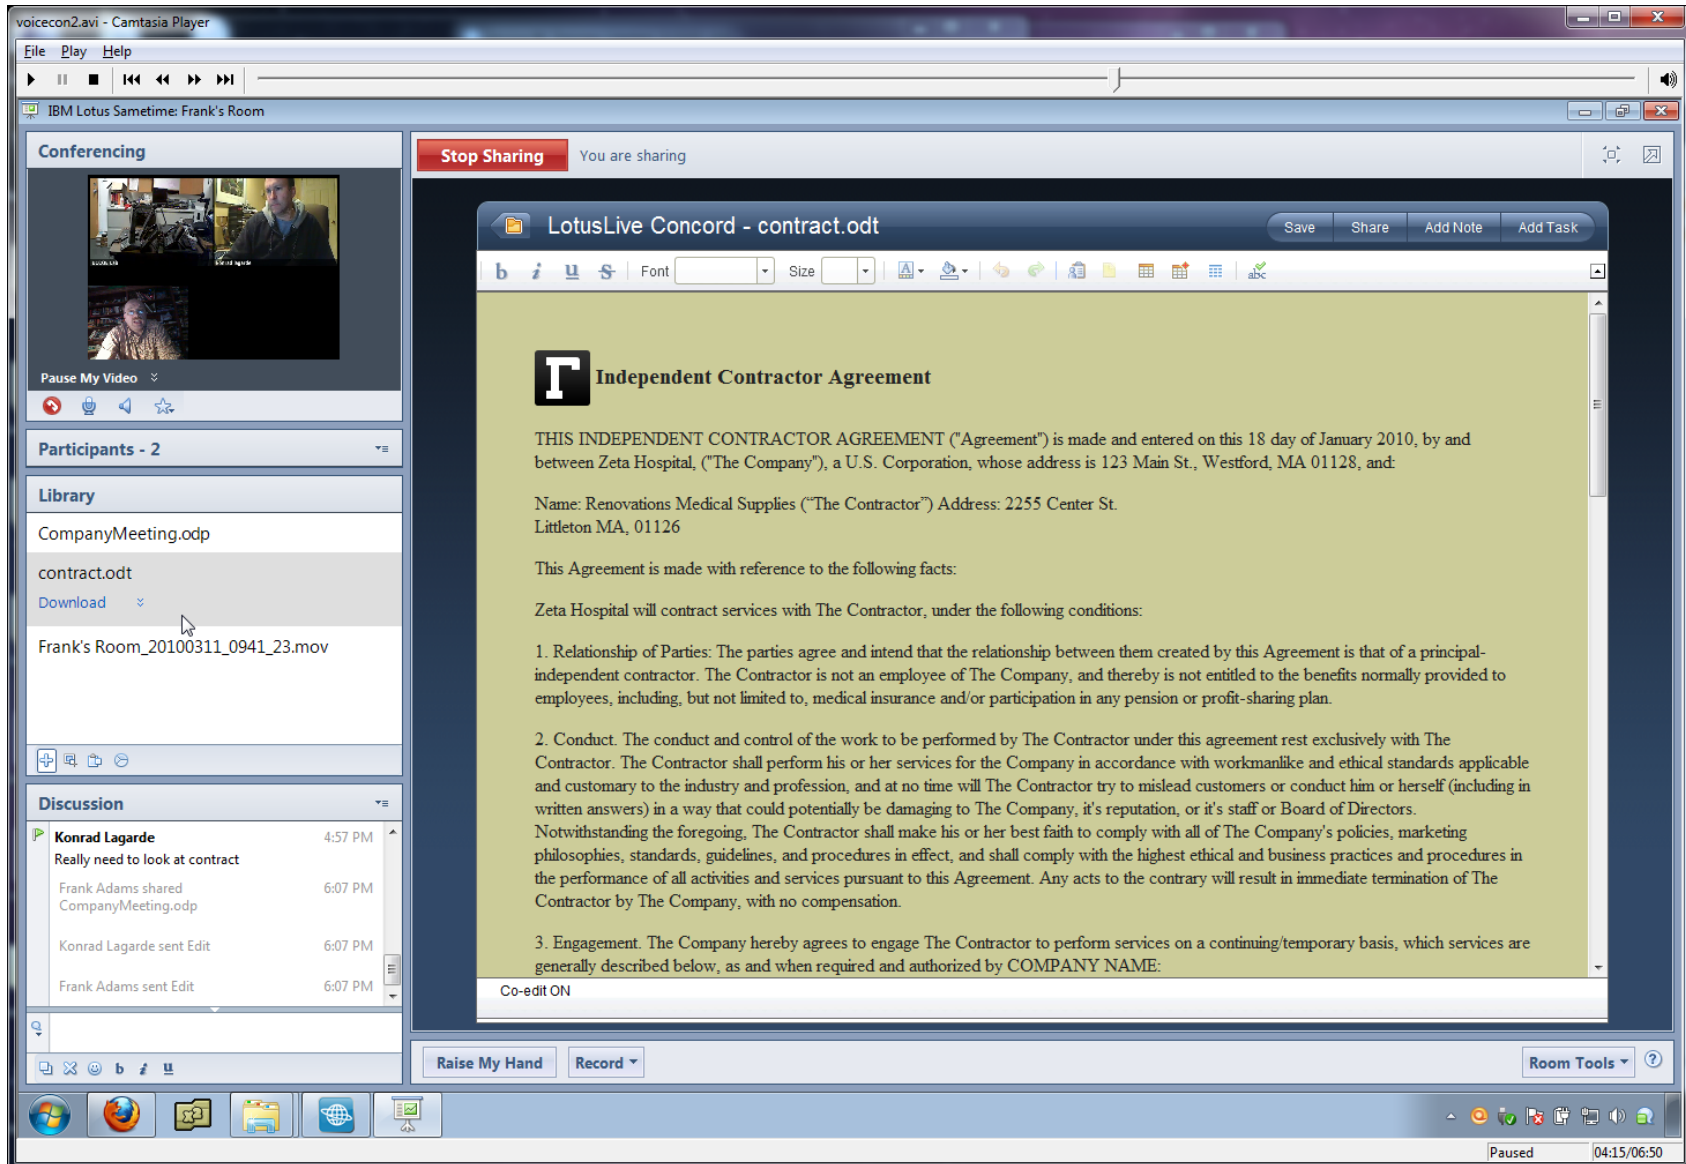 voicecon2.avi - Camtasia Player
File Play Help
IBM Lotus Sametime: Frank's Room
Conferencing
konrad lagarde
Pause My Video
Participants - 2
Library
CompanyMeeting.odp
contract.odt
Download
Frank's Room_20100311_0941_23.mov
Discussion
Konrad Lagarde 4:57 PM
Really need to look at contract
Frank Adams shared 6:07 PM
CompanyMeeting.odp
Konrad Lagarde sent Edit 6:07 PM
Frank Adams sent Edit 6:07 PM
b i u
Stop Sharing You are sharing
LotusLive Concord - contract.odt Save Share Add Note Add Task
b i u S Font Size A abc
Γ Independent Contractor Agreement
THIS INDEPENDENT CONTRACTOR AGREEMENT ("Agreement") is made and entered on this 18 day of January 2010, by and
between Zeta Hospital, ("The Company"), a U.S. Corporation, whose address is 123 Main St., Westford, MA 01128, and:
Name: Renovations Medical Supplies (“The Contractor”) Address: 2255 Center St.
Littleton MA, 01126
This Agreement is made with reference to the following facts:
Zeta Hospital will contract services with The Contractor, under the following conditions:
1. Relationship of Parties: The parties agree and intend that the relationship between them created by this Agreement is that of a principal-
independent contractor. The Contractor is not an employee of The Company, and thereby is not entitled to the benefits normally provided to
employees, including, but not limited to, medical insurance and/or participation in any pension or profit-sharing plan.
2. Conduct. The conduct and control of the work to be performed by The Contractor under this agreement rest exclusively with The
Contractor. The Contractor shall perform his or her services for the Company in accordance with workmanlike and ethical standards applicable
and customary to the industry and profession, and at no time will The Contractor try to mislead customers or conduct him or herself (including in
written answers) in a way that could potentially be damaging to The Company, it's reputation, or it's staff or Board of Directors.
Notwithstanding the foregoing, The Contractor shall make his or her best faith to comply with all of The Company's policies, marketing
philosophies, standards, guidelines, and procedures in effect, and shall comply with the highest ethical and business practices and procedures in
the performance of all activities and services pursuant to this Agreement. Any acts to the contrary will result in immediate termination of The
Contractor by The Company, with no compensation.
3. Engagement. The Company hereby agrees to engage The Contractor to perform services on a continuing/temporary basis, which services are
generally described below, as and when required and authorized by COMPANY NAME:
Co-edit ON
Raise My Hand Record Room Tools ?
Paused 04:15/06:50